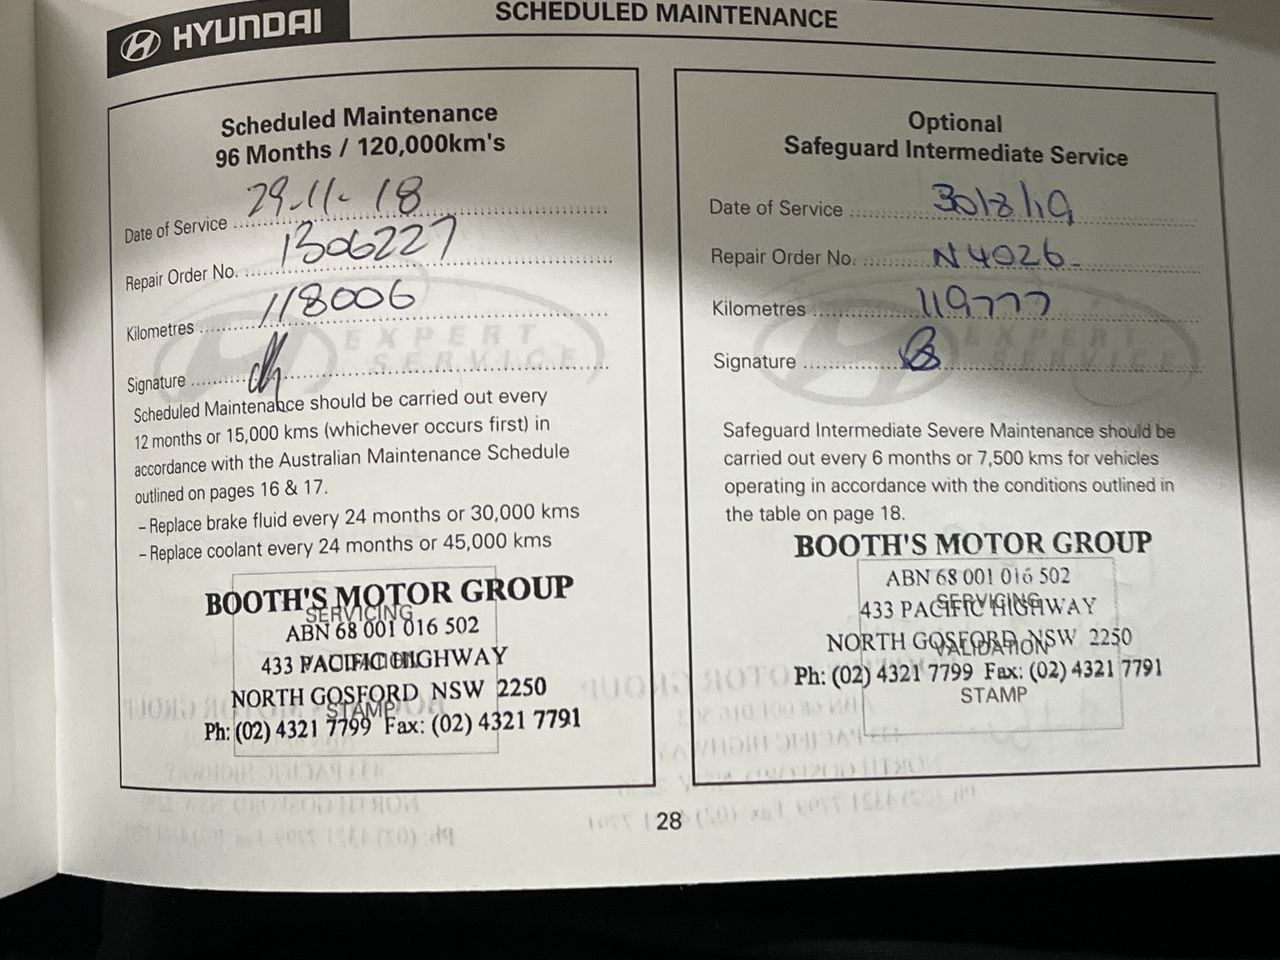 HYUNDAI
SCHEDULED MAINTENANCE
Scheduled Maintenance
96 Months / 120,000km's
Date of Service 29-11-18
Repair Order No. 1306227
Kilometres 118006
Signature
EXPERT
SERVICE
Scheduled Maintenance should be carried out every
12 months or 15,000 kms (whichever occurs first) in
accordance with the Australian Maintenance Schedule
outlined on pages 16 & 17.
– Replace brake fluid every 24 months or 30,000 kms
– Replace coolant every 24 months or 45,000 kms
BOOTH'S MOTOR GROUP
SERVICING
ABN 68 001 016 502
433 PACIFIC HIGHWAY
NORTH GOSFORD NSW 2250
STAMP
Ph: (02) 4321 7799 Fax: (02) 4321 7791
Optional
Safeguard Intermediate Service
Date of Service 30/8/19
Repair Order No. N4026
Kilometres 119777
Signature
EXPERT
SERVICE
Safeguard Intermediate Severe Maintenance should be
carried out every 6 months or 7,500 kms for vehicles
operating in accordance with the conditions outlined in
the table on page 18.
BOOTH'S MOTOR GROUP
ABN 68 001 016 502
SERVICING
433 PACIFIC HIGHWAY
NORTH GOSFORD NSW 2250
VALIDATION
Ph: (02) 4321 7799 Fax: (02) 4321 7791
STAMP
28